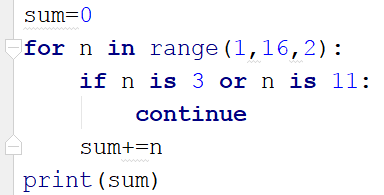 sum=0
for n in range(1,16,2):
    if n is 3 or n is 11:
        continue
    sum+=n
print(sum)